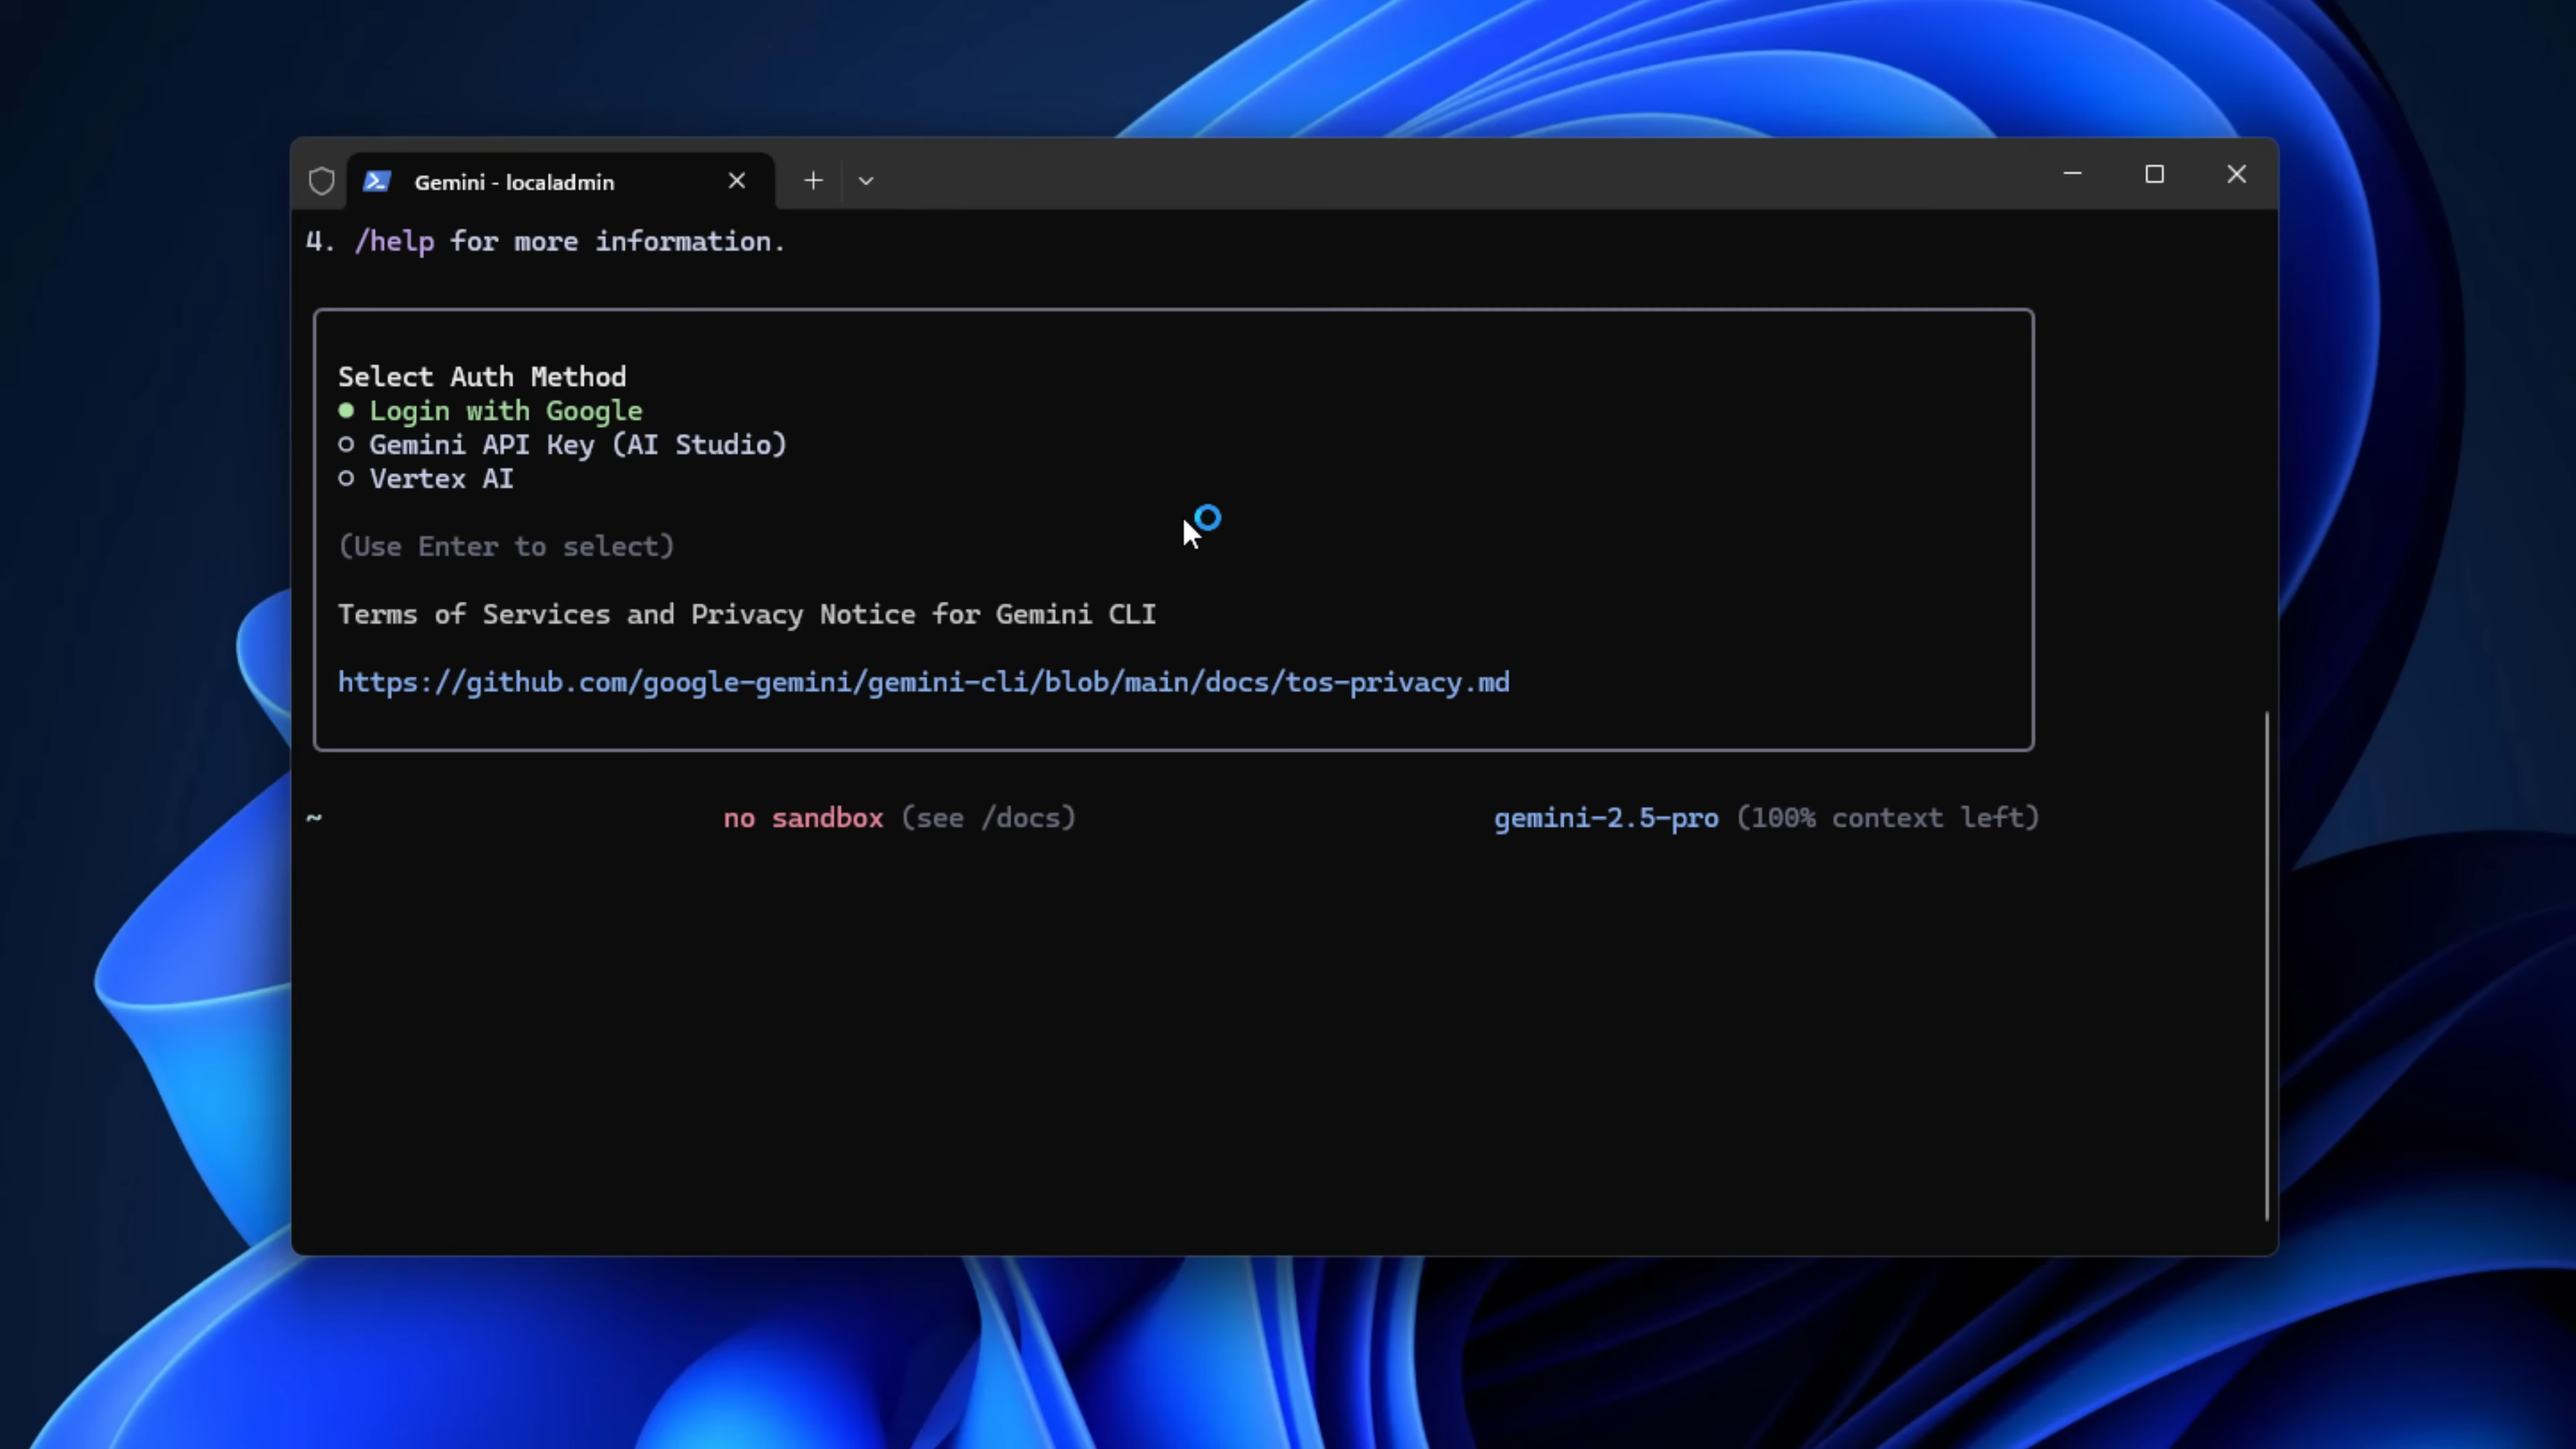 Gemini - localadmin
4. /help for more information.
Select Auth Method
Login with Google
Gemini API Key (AI Studio)
Vertex AI
(Use Enter to select)
Terms of Services and Privacy Notice for Gemini CLI
https://github.com/google-gemini/gemini-cli/blob/main/docs/tos-privacy.md
~ no sandbox (see /docs) gemini-2.5-pro (100% context left)